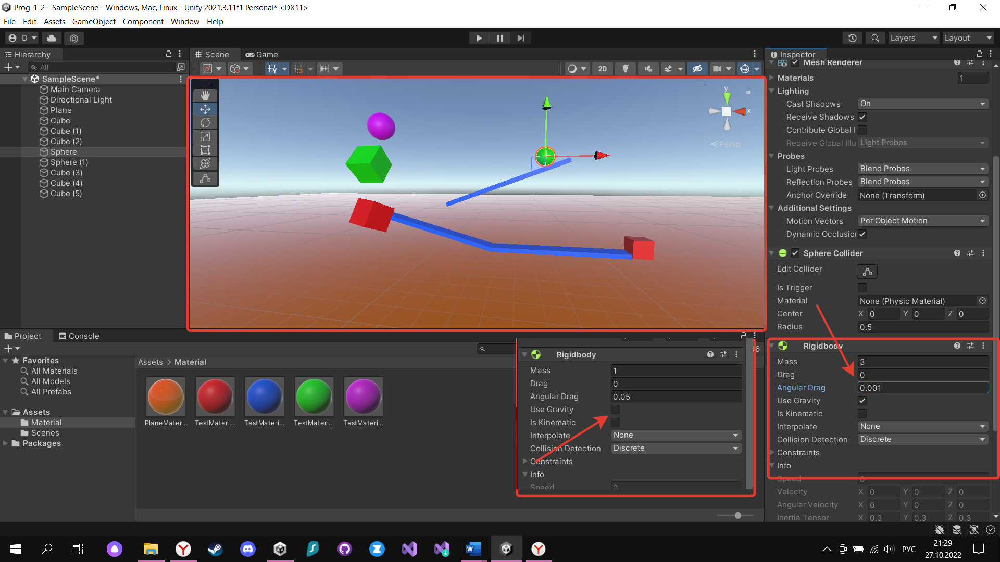 Prog_1_2 - SampleScene - Windows, Mac, Linux - Unity 2021.3.11f1 Personal* <DX11>
File Edit Assets GameObject Component Window Help
D
Layers
Layout
Hierarchy
All
SampleScene*
Main Camera
Directional Light
Plane
Cube
Cube (1)
Cube (2)
Sphere
Sphere (1)
Cube (3)
Cube (4)
Cube (5)
Scene
Game
2D
y
x
Persp
Inspector
Mesh Renderer
Materials 1
Lighting
Cast Shadows On
Receive Shadows
Contribute Global I
Receive Global Illu Light Probes
Probes
Light Probes Blend Probes
Reflection Probes Blend Probes
Anchor Override None (Transform)
Additional Settings
Motion Vectors Per Object Motion
Dynamic Occlusion
Sphere Collider
Edit Collider
Is Trigger
Material None (Physic Material)
Center X 0 Y 0 Z 0
Radius 0.5
Rigidbody
Mass 3
Drag 0
Angular Drag 0.001
Use Gravity
Is Kinematic
Interpolate None
Collision Detection Discrete
Constraints
Info
Speed 0
Velocity X 0 Y 0 Z 0
Angular Velocity X 0 Y 0 Z 0
Inertia Tensor X 0.3 Y 0.3 Z 0.3
Project
Console
16
Favorites
All Materials
All Models
All Prefabs
Assets
Material
Scenes
Packages
Assets > Material
PlaneMater... TestMateri... TestMateri... TestMateri... TestMateri...
Rigidbody
Mass 1
Drag 0
Angular Drag 0.05
Use Gravity
Is Kinematic
Interpolate None
Collision Detection Discrete
Constraints
Info
Speed 0
РУС
21:29
27.10.2022